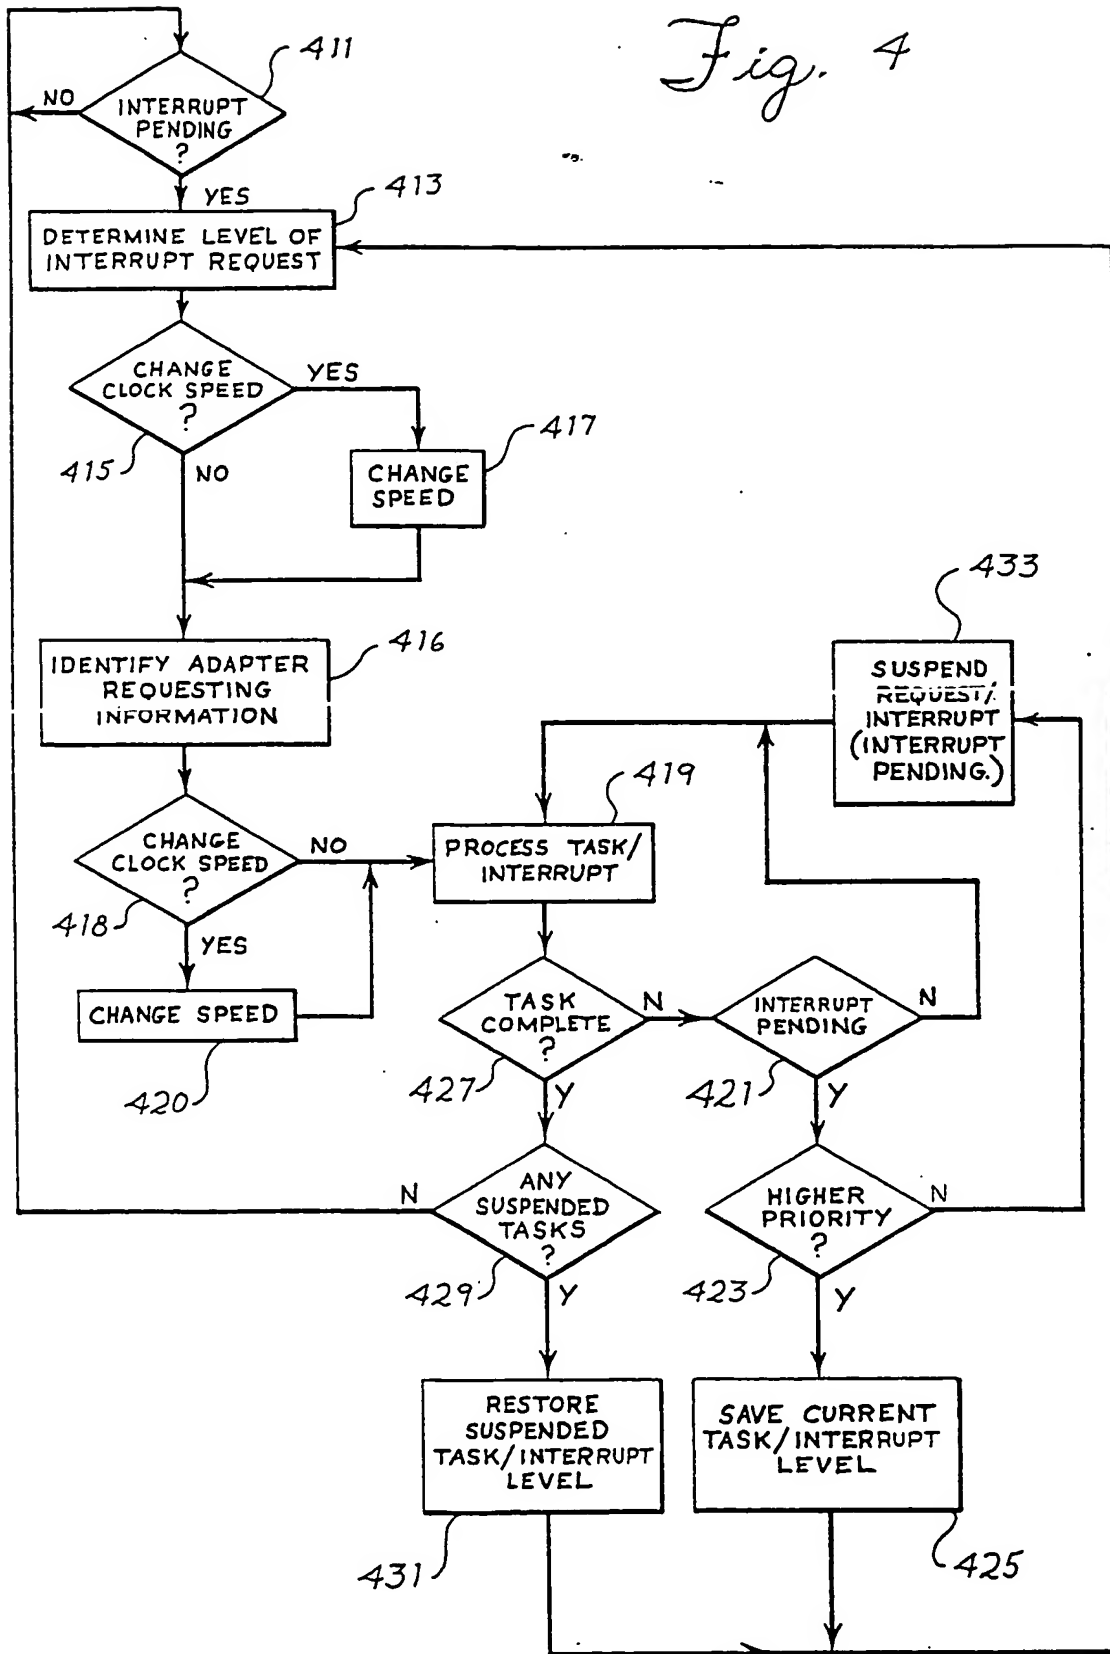 Fig. 4
411
NO
INTERRUPT
PENDING
?
YES
413
DETERMINE LEVEL OF
INTERRUPT REQUEST
CHANGE
CLOCK SPEED
?
YES
415
NO
417
CHANGE
SPEED
416
IDENTIFY ADAPTER
REQUESTING
INFORMATION
433
SUSPEND
REQUEST/
INTERRUPT
(INTERRUPT
PENDING.)
CHANGE
CLOCK SPEED
?
NO
418
YES
CHANGE SPEED
420
419
PROCESS TASK/
INTERRUPT
TASK
COMPLETE
?
N
427
Y
INTERRUPT
PENDING
N
421
Y
N
ANY
SUSPENDED
TASKS
?
429
Y
HIGHER
PRIORITY
?
N
423
Y
RESTORE
SUSPENDED
TASK/INTERRUPT
LEVEL
431
SAVE CURRENT
TASK/INTERRUPT
LEVEL
425